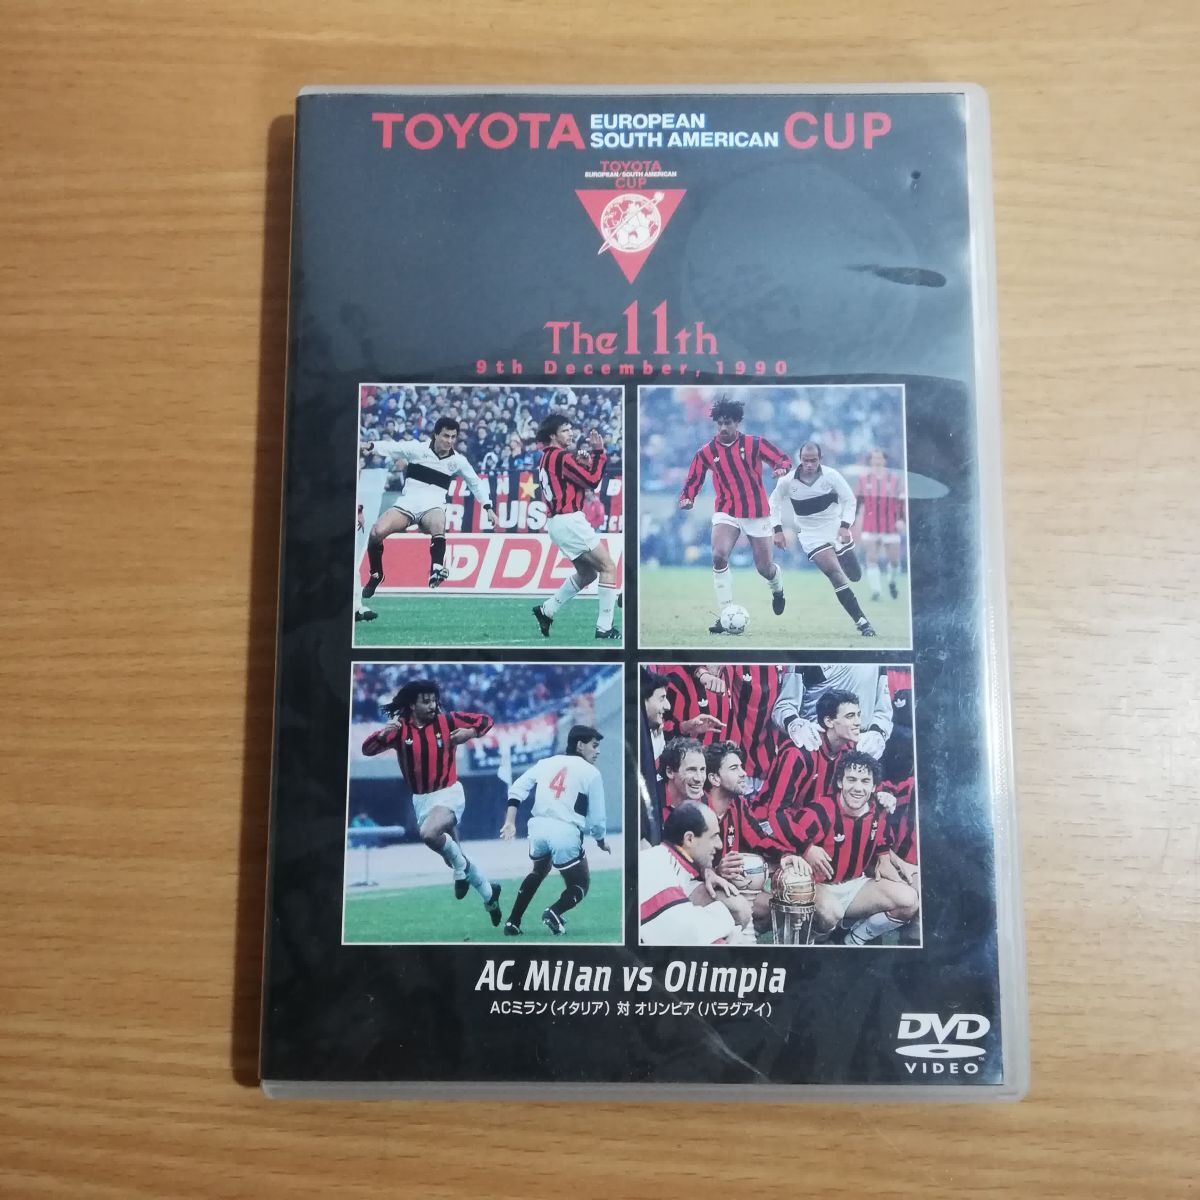 TOYOTA EUROPEAN SOUTH AMERICAN CUP
TOYOTA
EUROPEAN/SOUTH AMERICAN
CUP
The 11th
9th December, 1990
DEN
4
AC Milan vs Olimpia
ACミラン(イタリア) 対 オリンピア(パラグアイ)
DVD
VIDEO